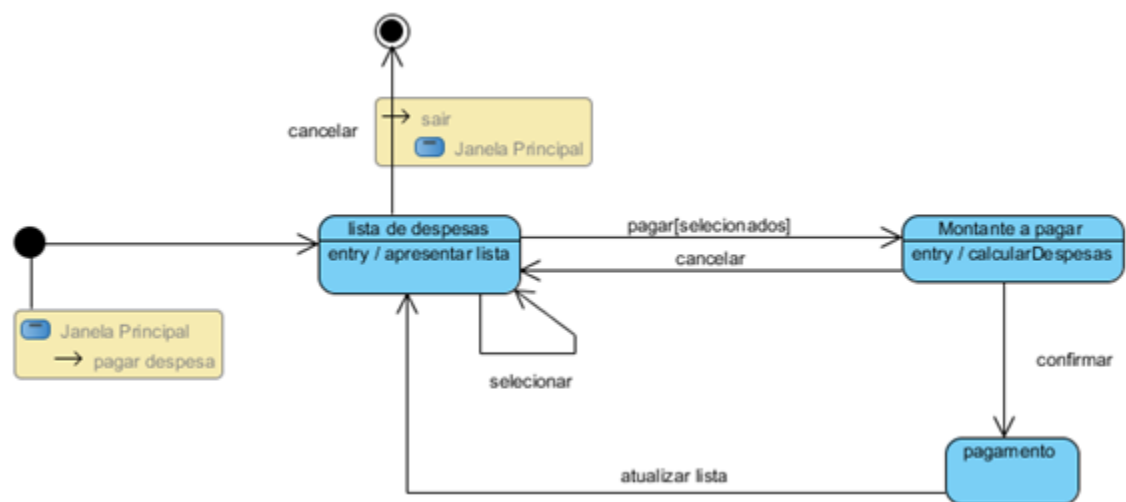 cancelar
sair
Janela Principal
lista de despesas
entry / apresentar lista
pagar[selecionados]
cancelar
Montante a pagar
entry / calcularDespesas
Janela Principal
pagar despesa
selecionar
confirmar
pagamento
atualizar lista